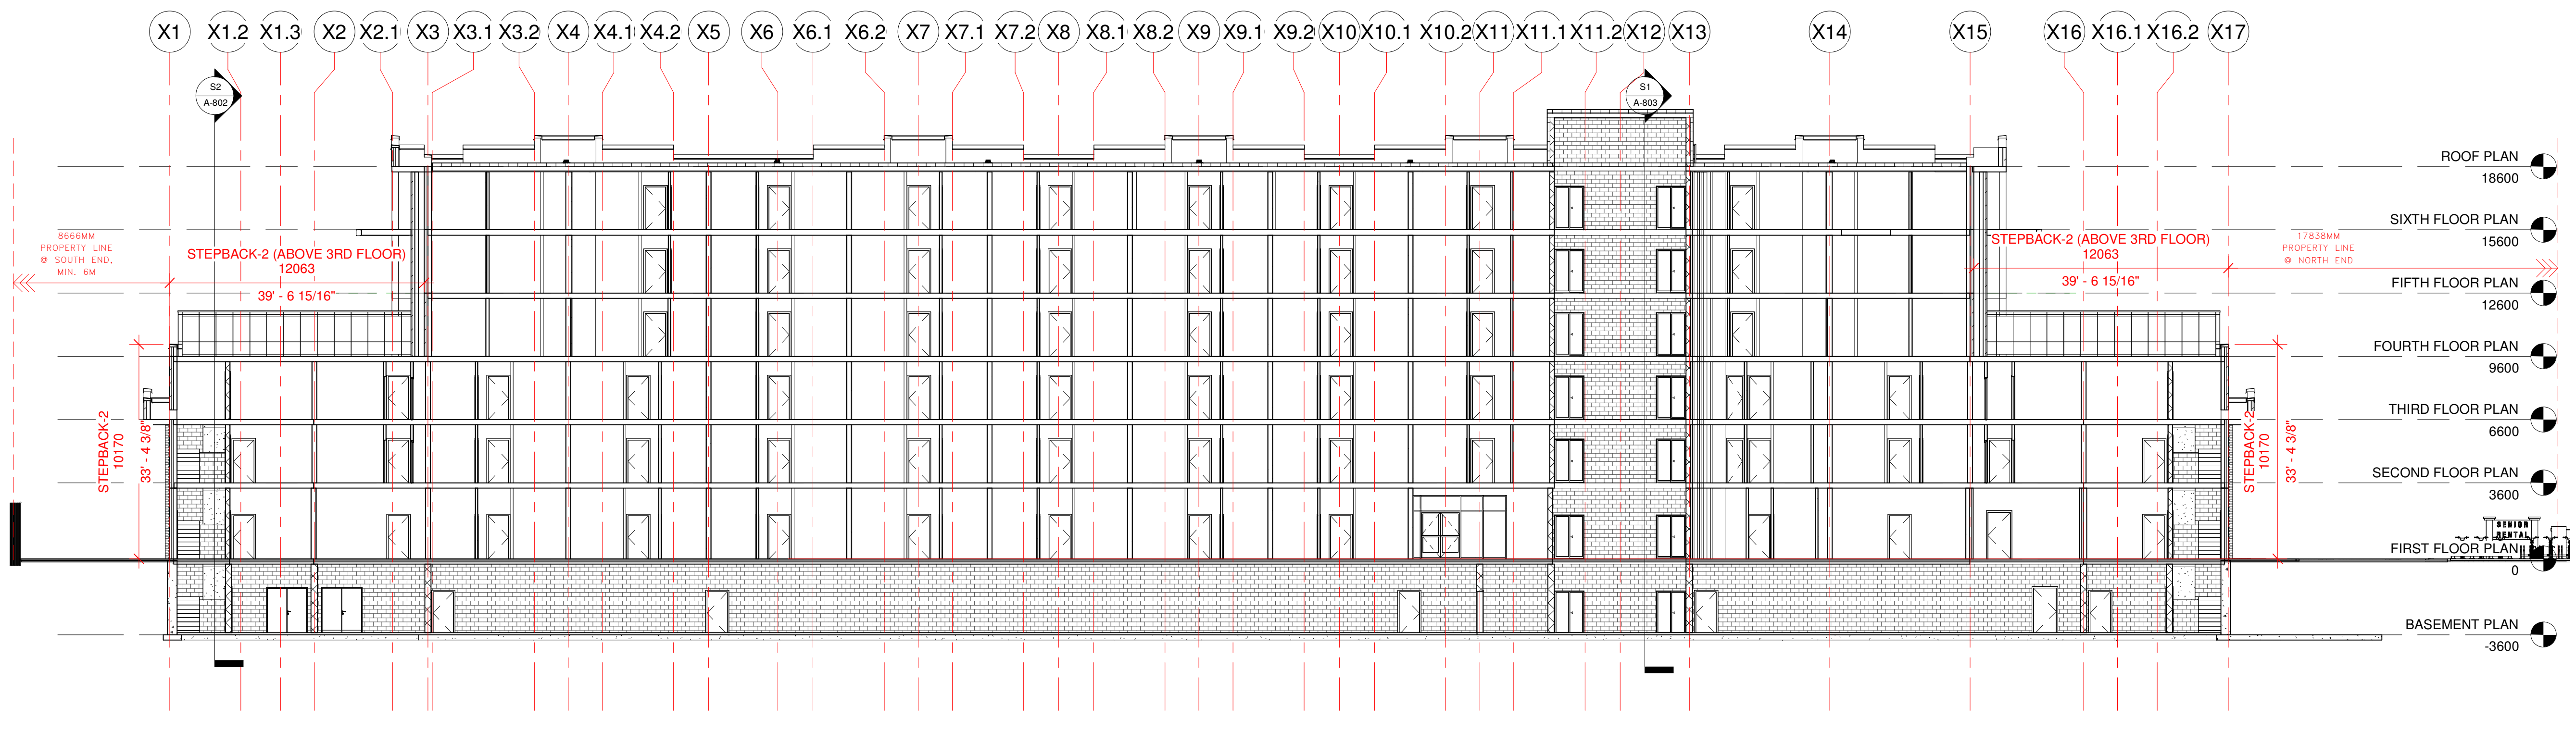 X1 X1.2 X1.3 X2 X2.1 X3 X3.1 X3.2 X4 X4.1 X4.2 X5 X6 X6.1 X6.2 X7 X7.1 X7.2 X8 X8.1 X8.2 X9 X9.1 X9.2 X10 X10.1 X10.2 X11 X11.1 X11.2 X12 X13 X14 X15 X16 X16.1 X16.2 X17
S2
A-802
S1
A-803
ROOF PLAN
18600
SIXTH FLOOR PLAN
15600
FIFTH FLOOR PLAN
12600
FOURTH FLOOR PLAN
9600
THIRD FLOOR PLAN
6600
SECOND FLOOR PLAN
3600
FIRST FLOOR PLAN
0
BASEMENT PLAN
-3600
8666MM
PROPERTY LINE
@ SOUTH END.
MIN. 6M
STEPBACK-2 (ABOVE 3RD FLOOR)
12063
39' - 6 15/16"
STEPBACK-2 (ABOVE 3RD FLOOR)
12063
39' - 6 15/16"
17838MM
PROPERTY LINE
@ NORTH END
STEPBACK-2
10170
33' - 4 3/8"
STEPBACK-2
10170
33' - 4 3/8"
SENIOR
RENTAL